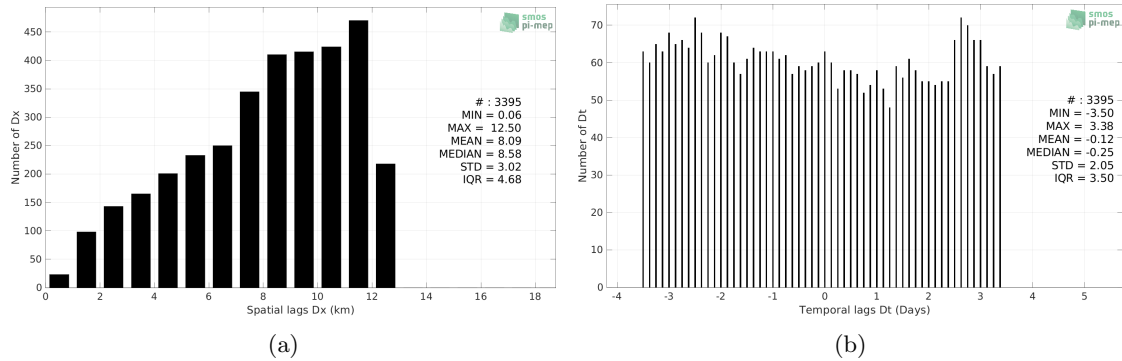 smos
pi-mep
Number of Dx
450
400
350
300
250
200
150
100
50
0
# : 3395
MIN = 0.06
MAX = 12.50
MEAN = 8.09
MEDIAN = 8.58
STD = 3.02
IQR = 4.68
0 2 4 6 8 10 12 14 16 18
Spatial lags Dx (km)
(a)
smos
pi-mep
Number of Dt
70
60
50
40
30
20
10
0
# : 3395
MIN = -3.50
MAX = 3.38
MEAN = -0.12
MEDIAN = -0.25
STD = 2.05
IQR = 3.50
-4 -3 -2 -1 0 1 2 3 4 5
Temporal lags Dt (Days)
(b)